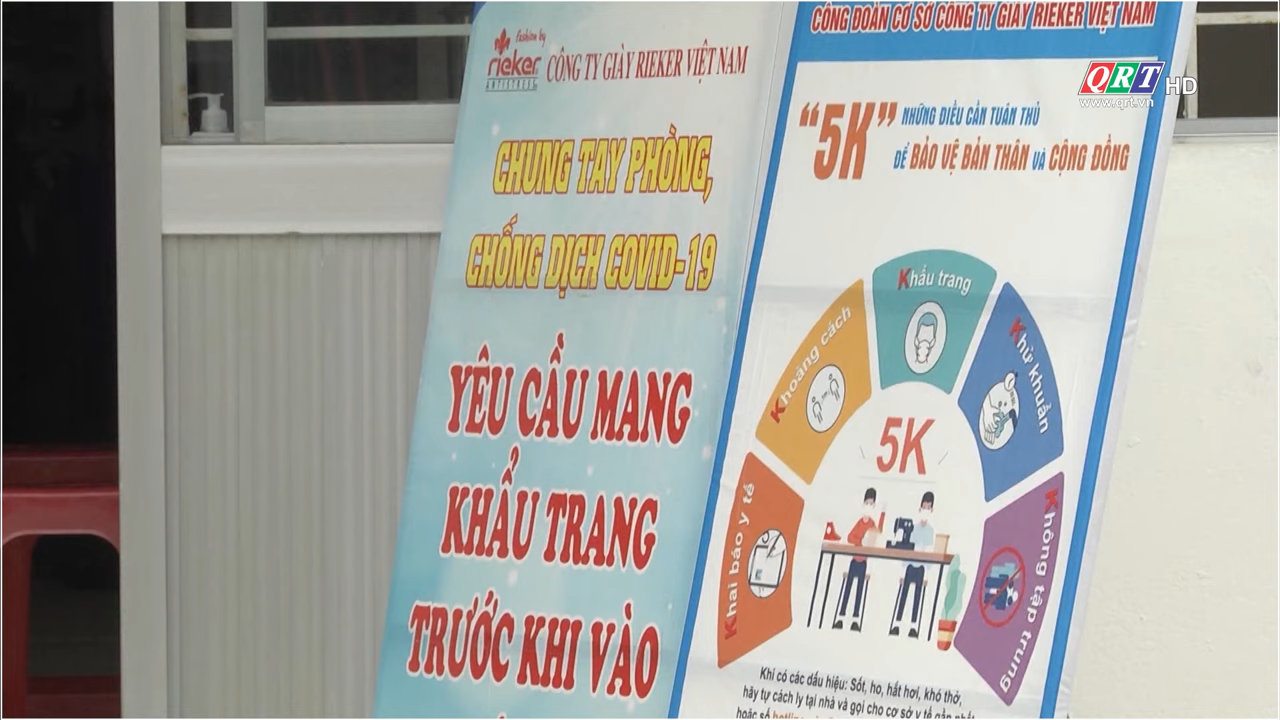 fashion by
rieker
ANTISTRESS
CÔNG TY GIÀY RIEKER VIỆT NAM
CHUNG TAY PHÒNG,
CHỐNG DỊCH COVID-19
YÊU CẦU MANG
KHẨU TRANG
TRƯỚC KHI VÀO
CÔNG ĐOÀN CƠ SỞ CÔNG TY GIÀY RIEKER VIỆT NAM
QRT HD
www.qrt.vn
“5K” NHỮNG ĐIỀU CẦN TUÂN THỦ
ĐỂ BẢO VỆ BẢN THÂN VÀ CỘNG ĐỒNG
Khai báo y tế
Khoảng cách
Khẩu trang
Khử khuẩn
Không tập trung
5K
Khi có các dấu hiệu: Sốt, ho, hắt hơi, khó thở,
hãy tự cách ly tại nhà và gọi cho cơ sở y tế gần nhất
hoặc số hotline